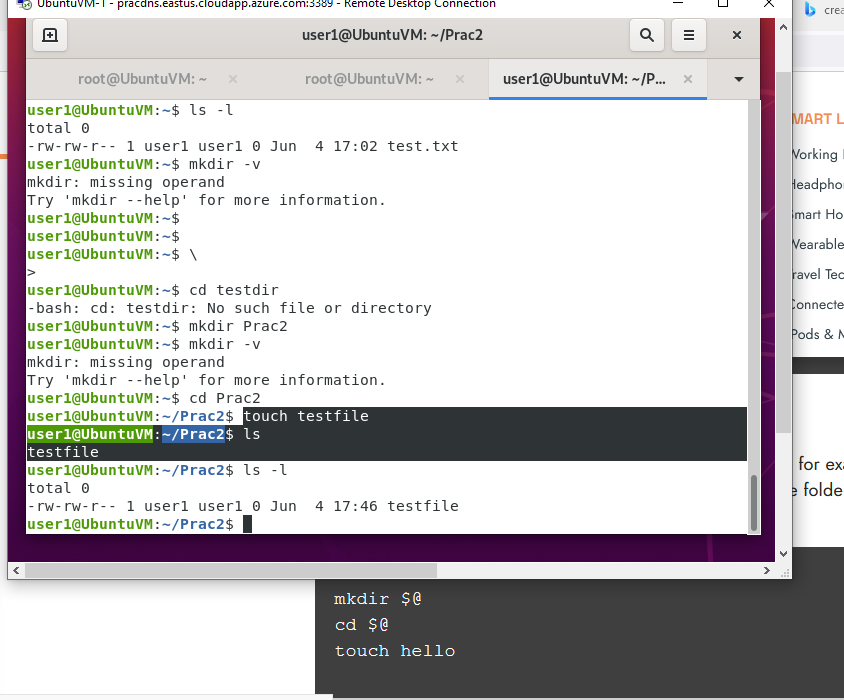 UbuntuVM-1 - pracdns.eastus.cloudapp.azure.com:3389 - Remote Desktop Connection
user1@UbuntuVM: ~/Prac2
root@UbuntuVM: ~
root@UbuntuVM: ~
user1@UbuntuVM: ~/P...
user1@UbuntuVM:~$ ls -l
total 0
-rw-rw-r-- 1 user1 user1 0 Jun  4 17:02 test.txt
user1@UbuntuVM:~$ mkdir -v
mkdir: missing operand
Try 'mkdir --help' for more information.
user1@UbuntuVM:~$
user1@UbuntuVM:~$
user1@UbuntuVM:~$ \
>
user1@UbuntuVM:~$ cd testdir
-bash: cd: testdir: No such file or directory
user1@UbuntuVM:~$ mkdir Prac2
user1@UbuntuVM:~$ mkdir -v
mkdir: missing operand
Try 'mkdir --help' for more information.
user1@UbuntuVM:~$ cd Prac2
user1@UbuntuVM:~/Prac2$ touch testfile
user1@UbuntuVM:~/Prac2$ ls
testfile
user1@UbuntuVM:~/Prac2$ ls -l
total 0
-rw-rw-r-- 1 user1 user1 0 Jun  4 17:46 testfile
user1@UbuntuVM:~/Prac2$
crea
MART L
Working
Headpho
mart Ho
Wearable
ravel Tec
Connecte
Pods & M
for exa
e folde
mkdir $@
cd $@
touch hello